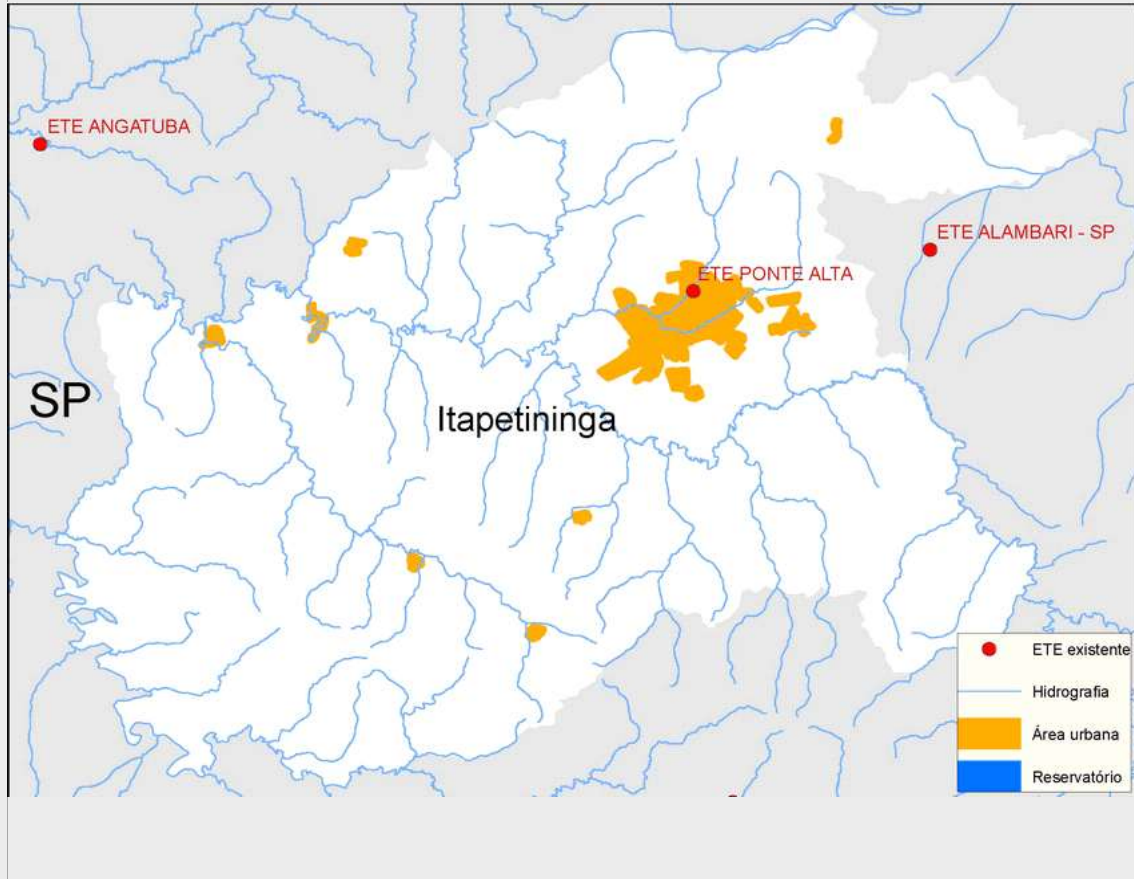 ETE ANGATUBA
ETE ALAMBARI - SP
ETE PONTE ALTA
SP
Itapetininga
ETE existente
Hidrografia
Área urbana
Reservatório